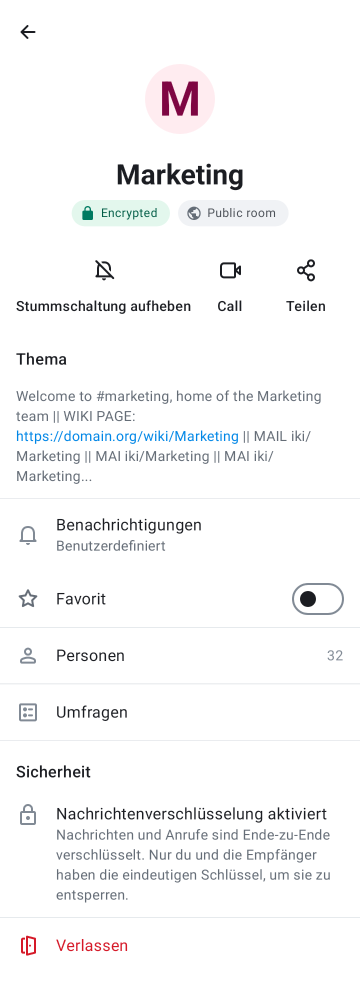 M
Marketing
Encrypted
Public room
Stummschaltung aufheben
Call
Teilen
Thema
Welcome to #marketing, home of the Marketing
team || WIKI PAGE:
https://domain.org/wiki/Marketing || MAIL iki/
Marketing || MAI iki/Marketing || MAI iki/
Marketing...
Benachrichtigungen
Benutzerdefiniert
Favorit
Personen
32
Umfragen
Sicherheit
Nachrichtenverschlüsselung aktiviert
Nachrichten und Anrufe sind Ende-zu-Ende
verschlüsselt. Nur du und die Empfänger
haben die eindeutigen Schlüssel, um sie zu
entsperren.
Verlassen